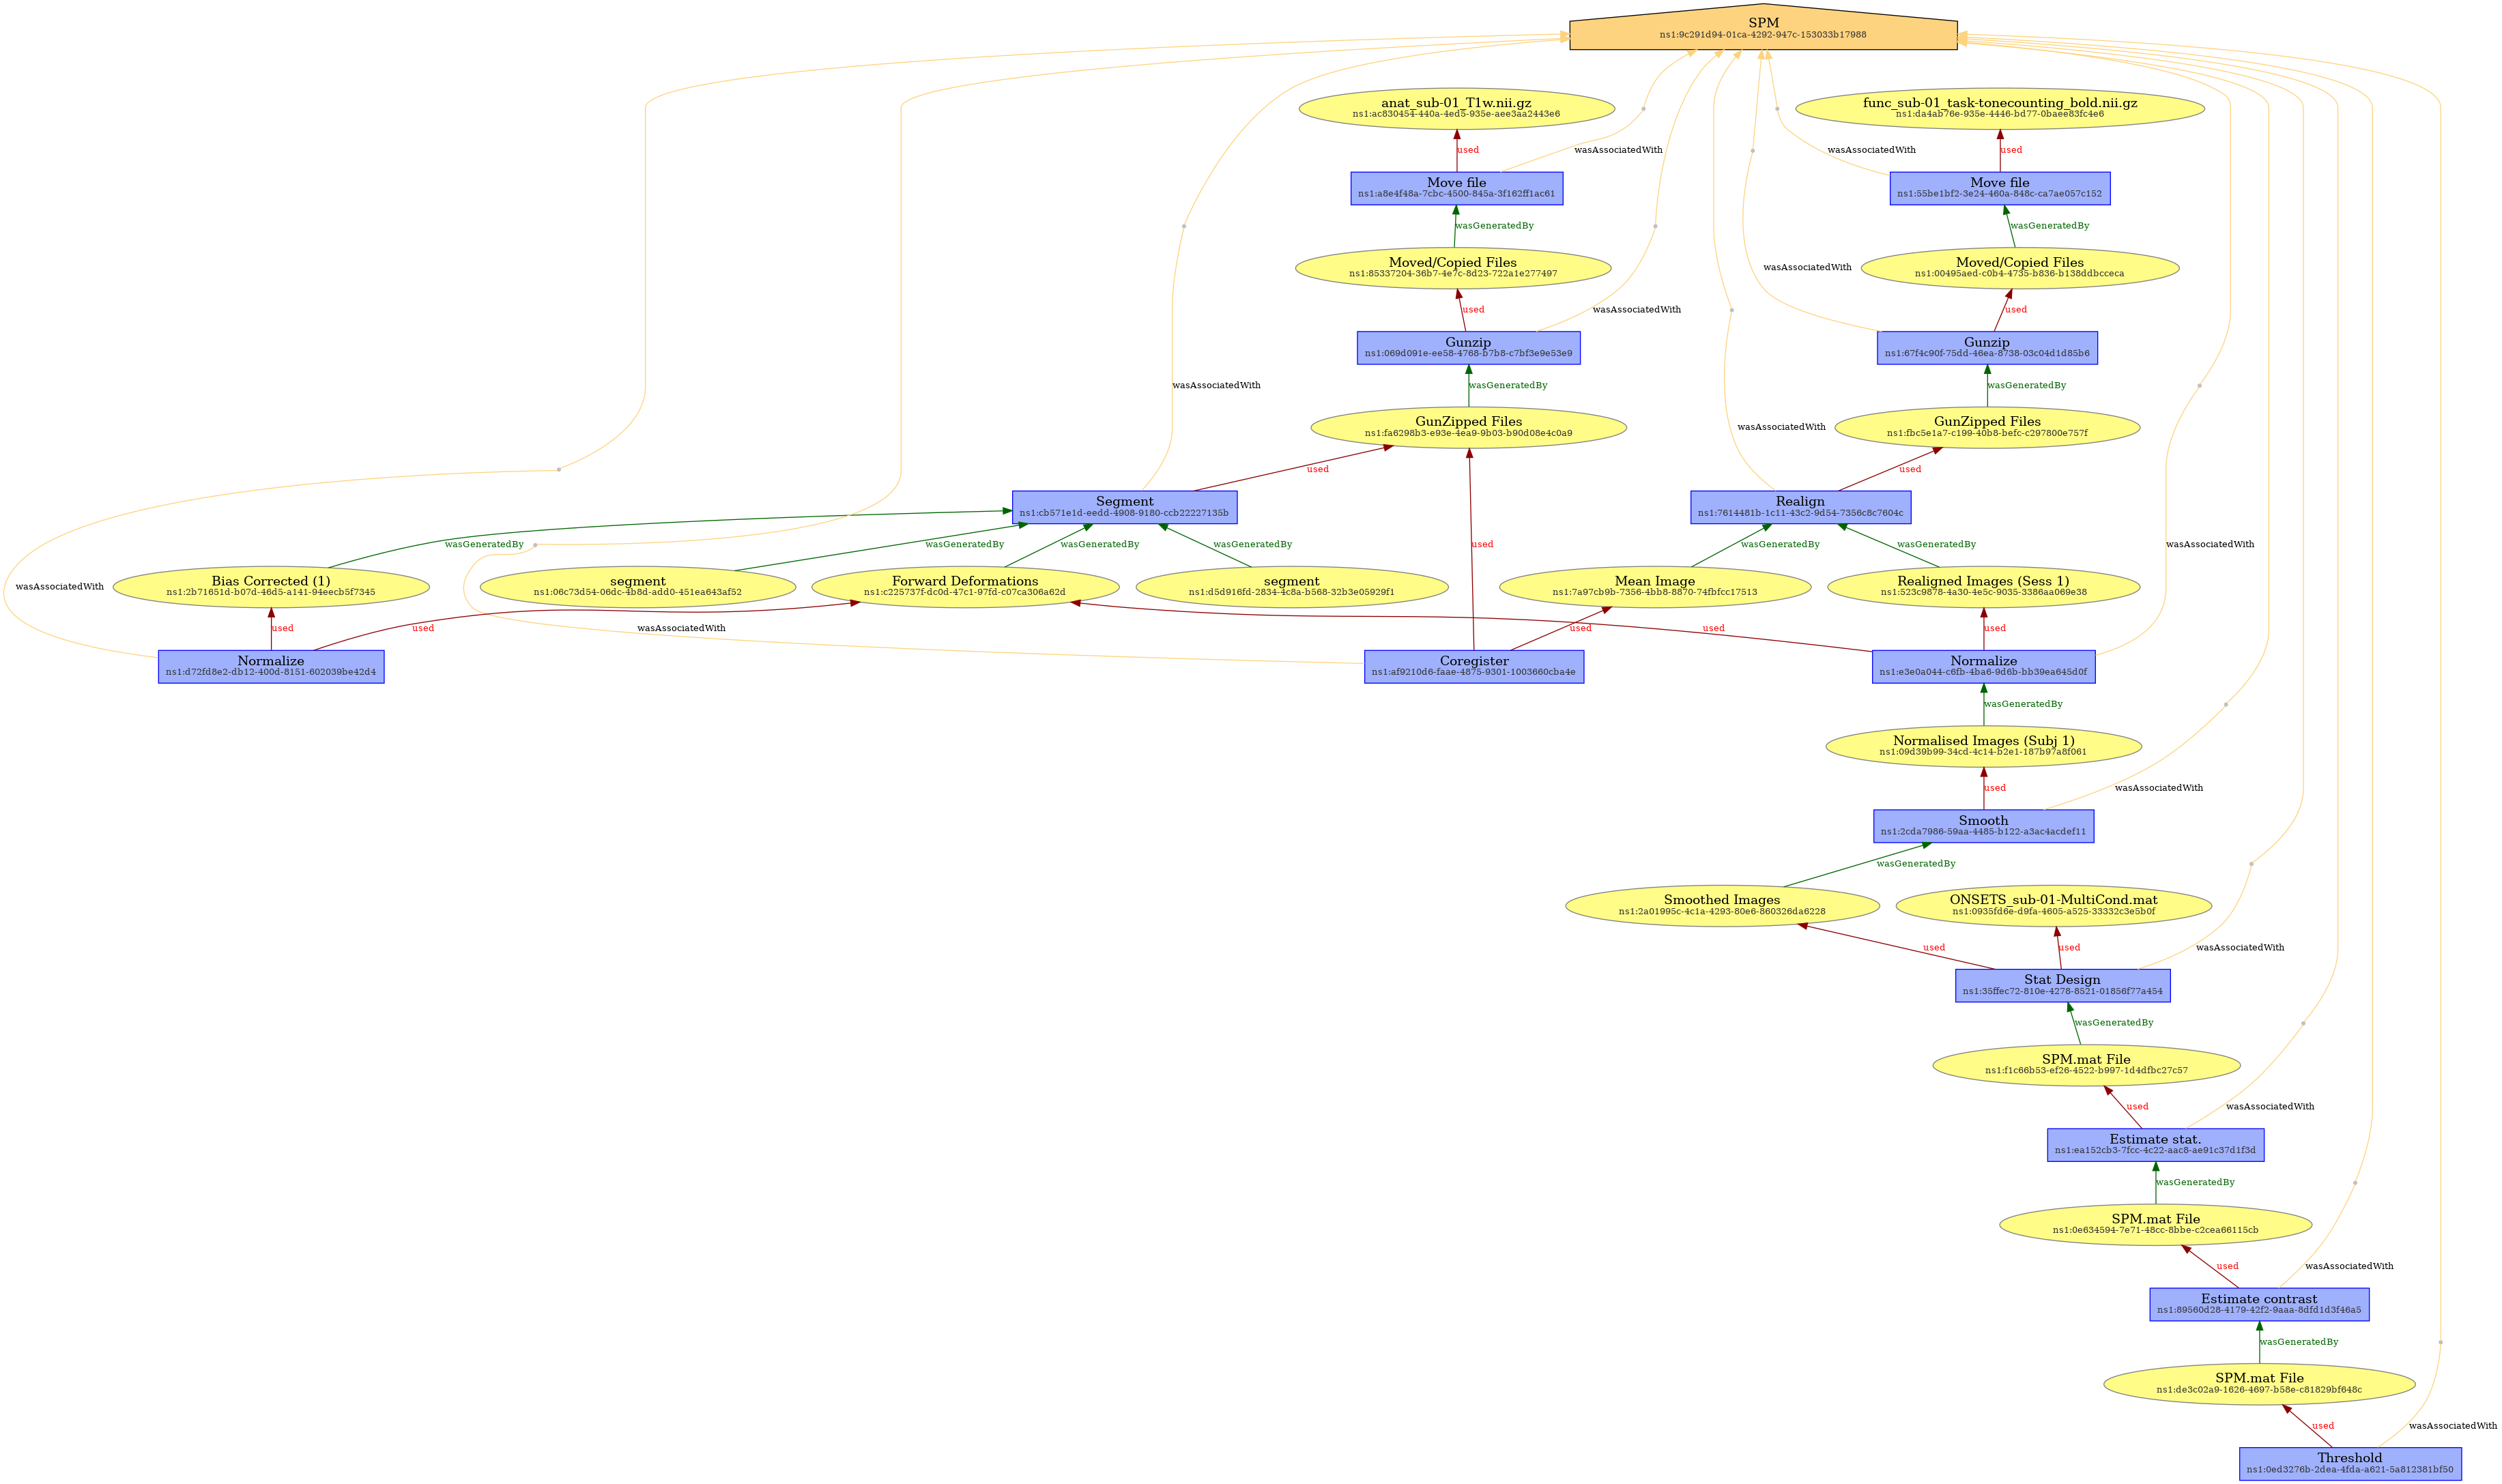 SPM
ns1:9c291d94-01ca-4292-947c-153033b17988
anat_sub-01_T1w.nii.gz
ns1:ac830454-440a-4ed5-935e-aee3aa2443e6
func_sub-01_task-tonecounting_bold.nii.gz
ns1:da4ab76e-935e-4446-bd77-0baee83fc4e6
used
wasAssociatedWith
wasAssociatedWith
used
Move file
ns1:a8e4f48a-7cbc-4500-845a-3f162ff1ac61
Move file
ns1:55be1bf2-3e24-460a-848c-ca7ae057c152
wasGeneratedBy
wasGeneratedBy
Moved/Copied Files
ns1:85337204-36b7-4e7c-8d23-722a1e277497
wasAssociatedWith
Moved/Copied Files
ns1:00495aed-c0b4-4735-b836-b138ddbcceca
used
wasAssociatedWith
used
Gunzip
ns1:069d091e-ee58-4768-b7b8-c7bf3e9e53e9
Gunzip
ns1:67f4c90f-75dd-46ea-8738-03c04d1d85b6
wasAssociatedWith
wasGeneratedBy
wasGeneratedBy
GunZipped Files
ns1:fa6298b3-e93e-4ea9-9b03-b90d08e4c0a9
wasAssociatedWith
GunZipped Files
ns1:fbc5e1a7-c199-40b8-befc-c297800e757f
used
used
Segment
ns1:cb571e1d-eedd-4908-9180-ccb22227135b
Realign
ns1:7614481b-1c11-43c2-9d54-7356c8c7604c
wasGeneratedBy
wasGeneratedBy
wasGeneratedBy
wasGeneratedBy
used
wasGeneratedBy
wasGeneratedBy
wasAssociatedWith
wasAssociatedWith
Bias Corrected (1)
ns1:2b71651d-b07d-46d5-a141-94eecb5f7345
segment
ns1:06c73d54-06dc-4b8d-add0-451ea643af52
Forward Deformations
ns1:c225737f-dc0d-47c1-97fd-c07ca306a62d
segment
ns1:d5d916fd-2834-4c8a-b568-32b3e05929f1
Mean Image
ns1:7a97cb9b-7356-4bb8-8870-74fbfcc17513
Realigned Images (Sess 1)
ns1:523c9878-4a30-4e5c-9035-3386aa069e38
used
used
wasAssociatedWith
used
used
used
Normalize
ns1:d72fd8e2-db12-400d-8151-602039be42d4
Coregister
ns1:af9210d6-faae-4875-9301-1003660cba4e
Normalize
ns1:e3e0a044-c6fb-4ba6-9d6b-bb39ea645d0f
wasGeneratedBy
Normalised Images (Subj 1)
ns1:09d39b99-34cd-4c14-b2e1-187b97a8f061
used
wasAssociatedWith
Smooth
ns1:2cda7986-59aa-4485-b122-a3ac4acdef11
wasGeneratedBy
Smoothed Images
ns1:2a01995c-4c1a-4293-80e6-860326da6228
ONSETS_sub-01-MultiCond.mat
ns1:0935fd6e-d9fa-4605-a525-33332c3e5b0f
used
used
wasAssociatedWith
Stat Design
ns1:35ffec72-810e-4278-8521-01856f77a454
wasGeneratedBy
SPM.mat File
ns1:f1c66b53-ef26-4522-b997-1d4dfbc27c57
used
wasAssociatedWith
Estimate stat.
ns1:ea152cb3-7fcc-4c22-aac8-ae91c37d1f3d
wasGeneratedBy
SPM.mat File
ns1:0e634594-7e71-48cc-8bbe-c2cea66115cb
used
wasAssociatedWith
Estimate contrast
ns1:89560d28-4179-42f2-9aaa-8dfd1d3f46a5
wasGeneratedBy
SPM.mat File
ns1:de3c02a9-1626-4697-b58e-c81829bf648c
used
wasAssociatedWith
Threshold
ns1:0ed3276b-2dea-4fda-a621-5a812381bf50